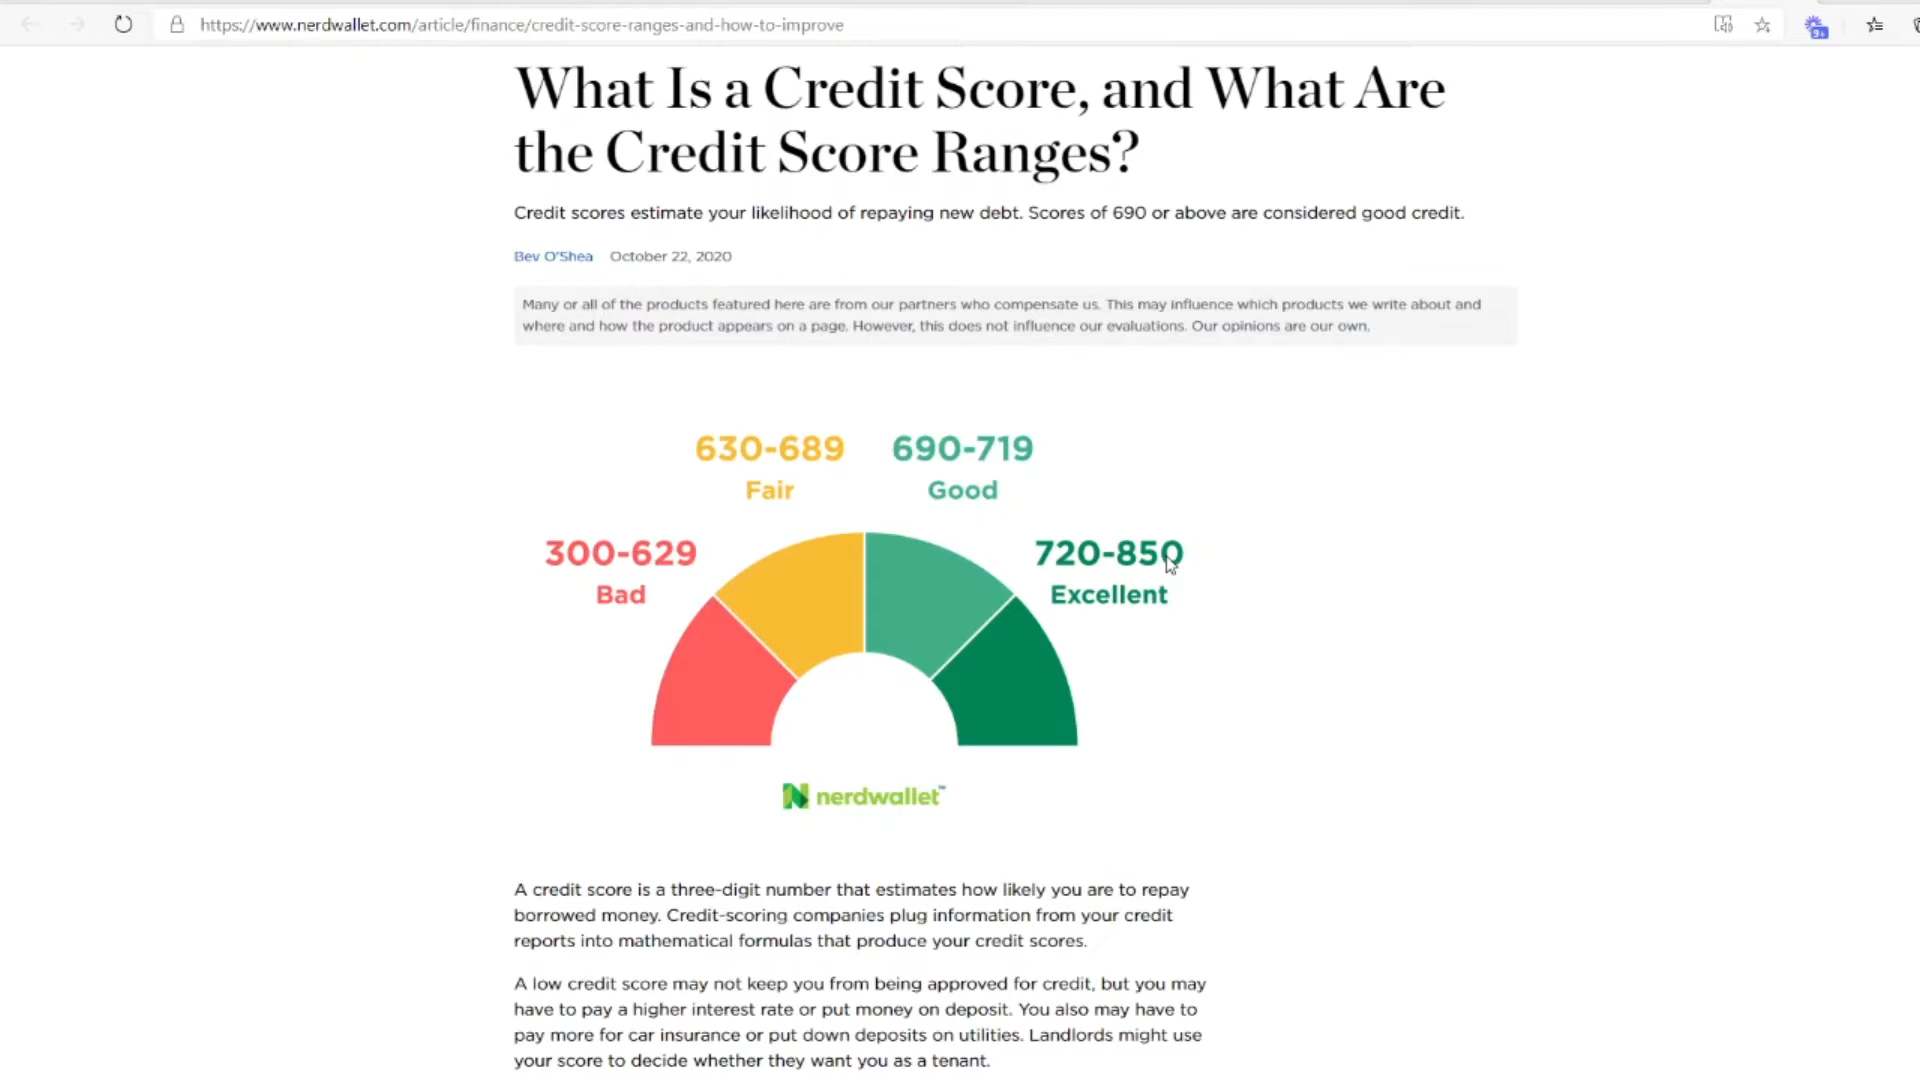 https://www.nerdwallet.com/article/finance/credit-score-ranges-and-how-to-improve
9+
What Is a Credit Score, and What Are
the Credit Score Ranges?
Credit scores estimate your likelihood of repaying new debt. Scores of 690 or above are considered good credit.
Bev O'Shea October 22, 2020
Many or all of the products featured here are from our partners who compensate us. This may influence which products we write about and
where and how the product appears on a page. However, this does not influence our evaluations. Our opinions are our own.
630-689 690-719
Fair Good
300-629 720-850
Bad Excellent
nerdwallet™
A credit score is a three-digit number that estimates how likely you are to repay
borrowed money. Credit-scoring companies plug information from your credit
reports into mathematical formulas that produce your credit scores.
A low credit score may not keep you from being approved for credit, but you may
have to pay a higher interest rate or put money on deposit. You also may have to
pay more for car insurance or put down deposits on utilities. Landlords might use
your score to decide whether they want you as a tenant.